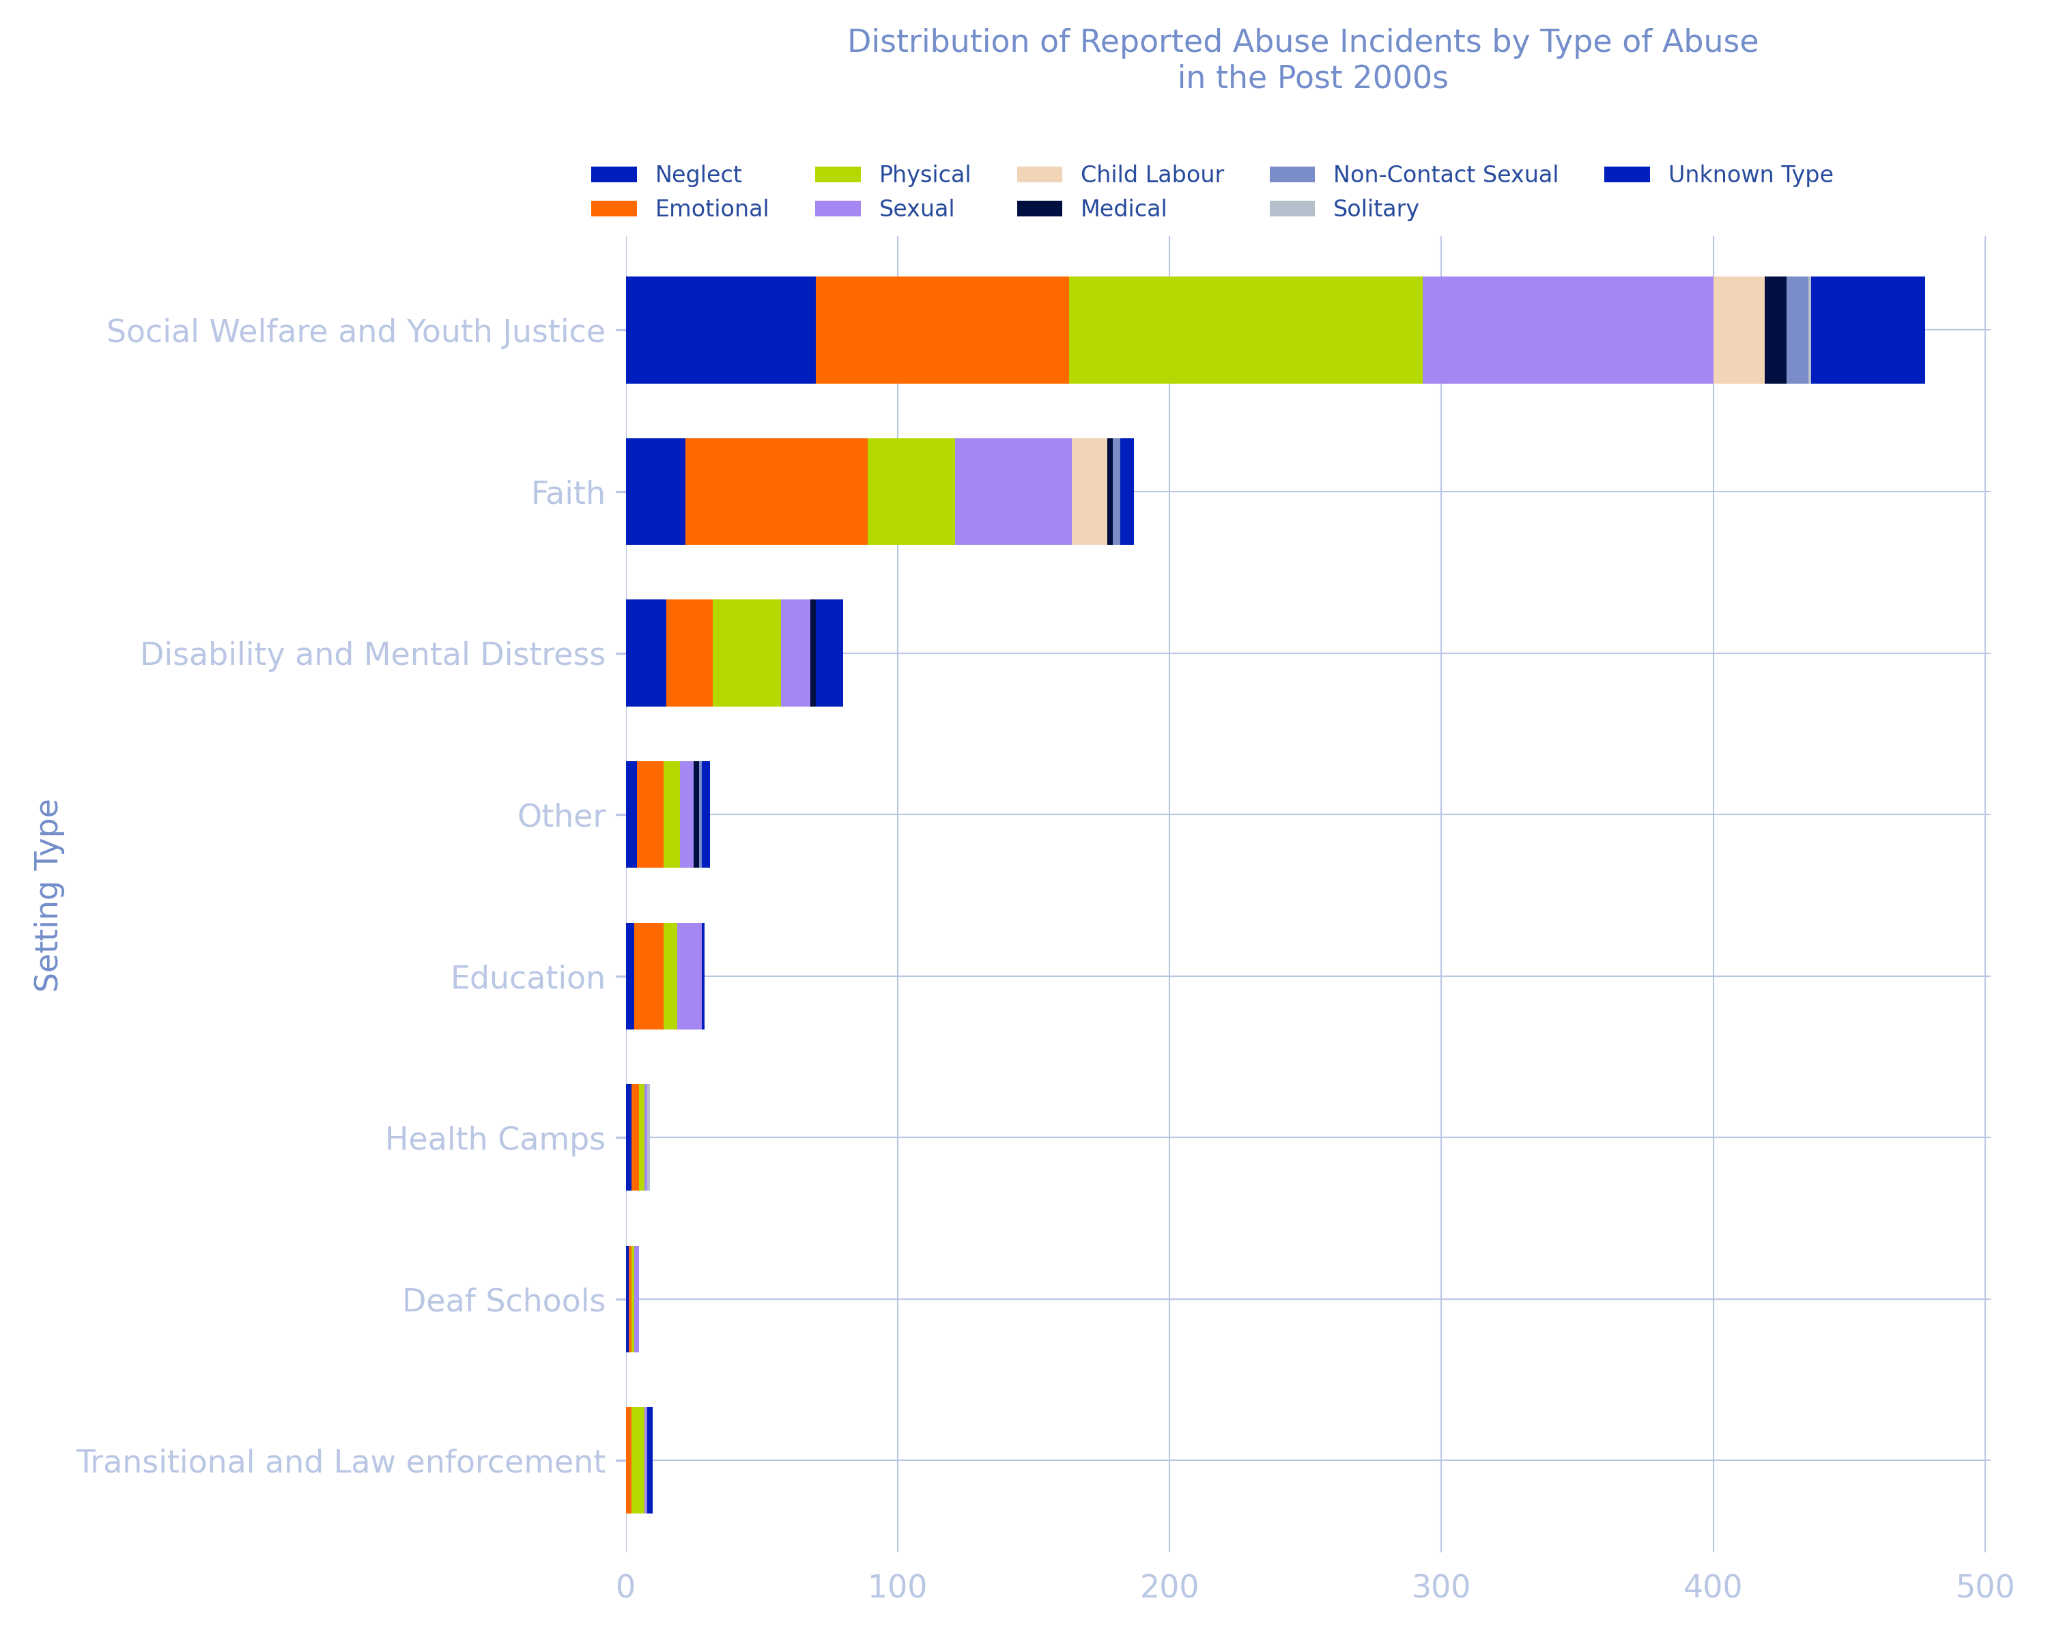 Distribution of Reported Abuse Incidents by Type of Abuse
in the Post 2000s
Neglect
Emotional
Physical
Sexual
Child Labour
Medical
Non-Contact Sexual
Solitary
Unknown Type
Setting Type
Social Welfare and Youth Justice
Faith
Disability and Mental Distress
Other
Education
Health Camps
Deaf Schools
Transitional and Law enforcement
0 100 200 300 400 500